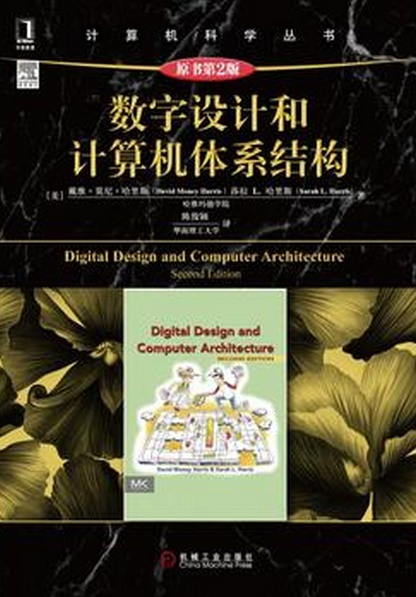 计算机科学丛书
原书第2版
数字设计和
计算机体系结构
[美] 戴维·莫尼·哈里斯(David Money Harris) 莎拉 L. 哈里斯(Sarah L. Harris) 著
哈维玛德学院
陈俊颖 译
华南理工大学
Digital Design and Computer Architecture
Second Edition
Digital Design and
Computer Architecture
SECOND EDITION
David Money Harris & Sarah L. Harris
MK
机械工业出版社
China Machine Press